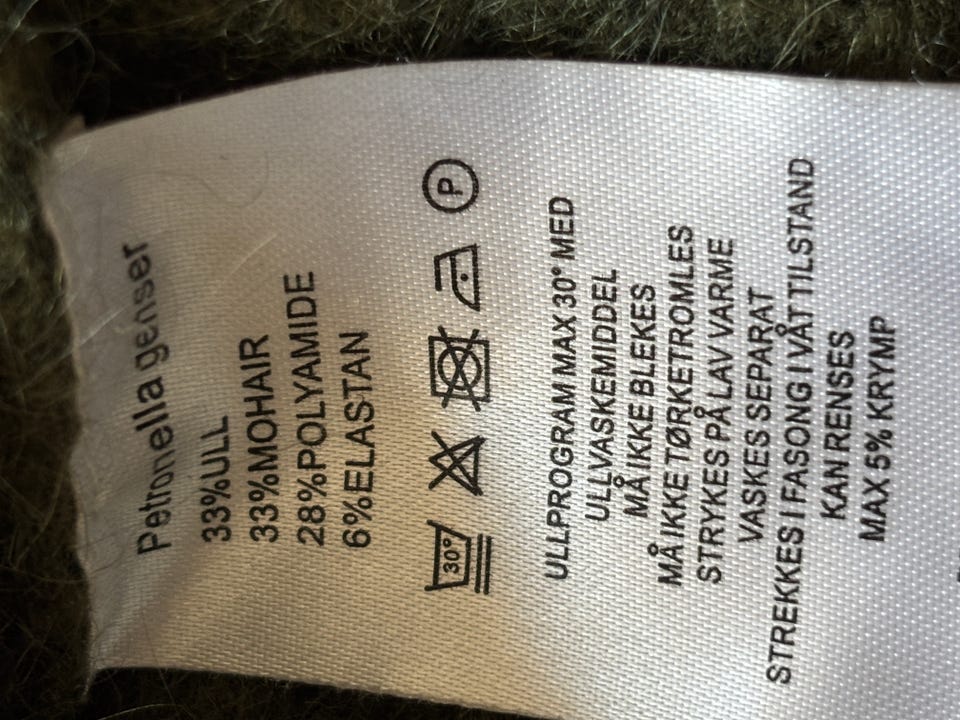 Petronella genser
33%ULL
33%MOHAIR
28%POLYAMIDE
6%ELASTAN
30° P
ULLPROGRAM MAX 30° MED
ULLVASKEMIDDEL
MÅ IKKE BLEKES
MÅ IKKE TØRKETROMLES
STRYKES PÅ LAV VARME
VASKES SEPARAT
STREKKES I FASONG I VÅT TILSTAND
KAN RENSES
MAX 5% KRYMP